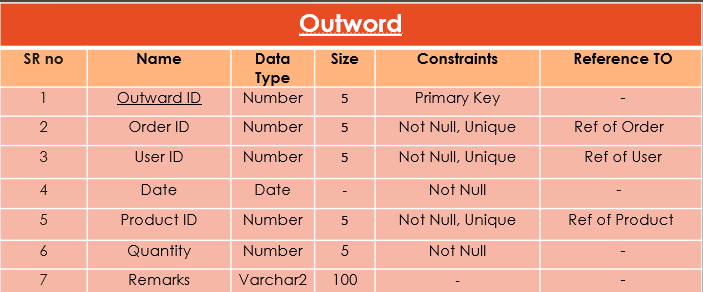 Outword
SR no Name Data Type Size Constraints Reference TO
1 Outward ID Number 5 Primary Key -
2 Order ID Number 5 Not Null, Unique Ref of Order
3 User ID Number 5 Not Null, Unique Ref of User
4 Date Date - Not Null -
5 Product ID Number 5 Not Null, Unique Ref of Product
6 Quantity Number 5 Not Null -
7 Remarks Varchar2 100 - -